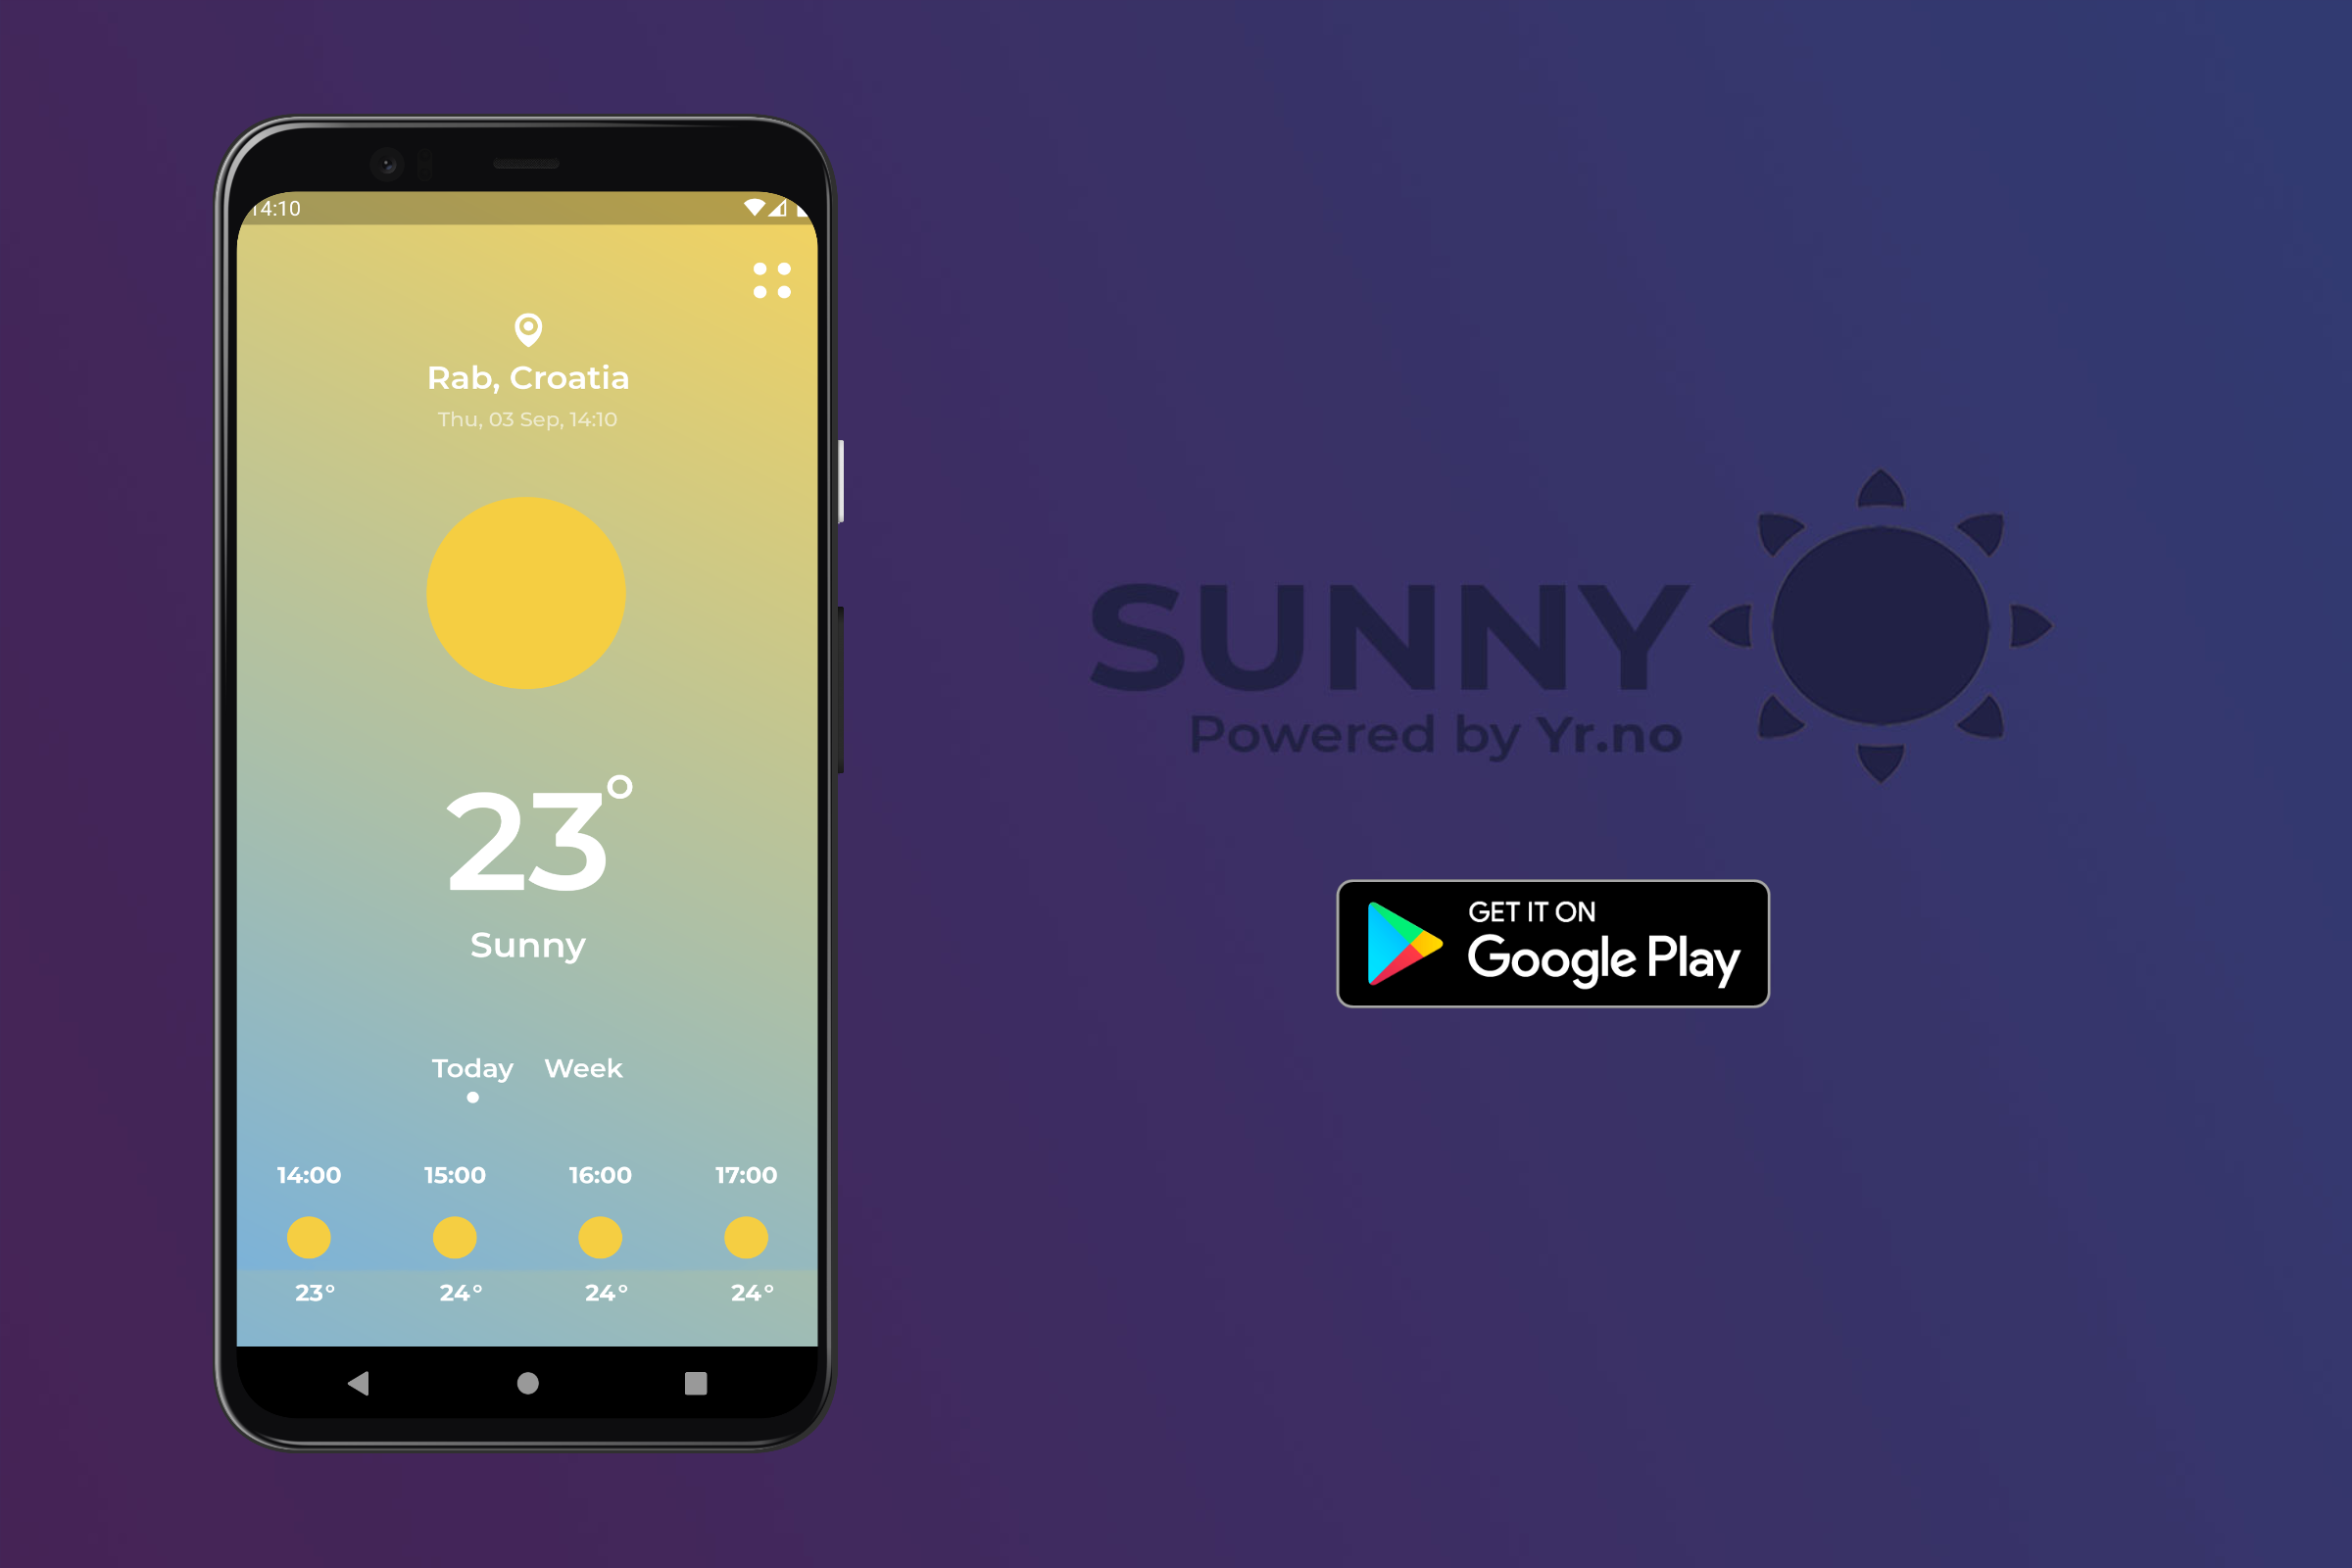 14:10
Rab, Croatia
Thu, 03 Sep, 14:10
23°
Sunny
Today Week
14:00 15:00 16:00 17:00
23° 24° 24° 24°
SUNNY
Powered by Yr.no
GET IT ON
Google Play